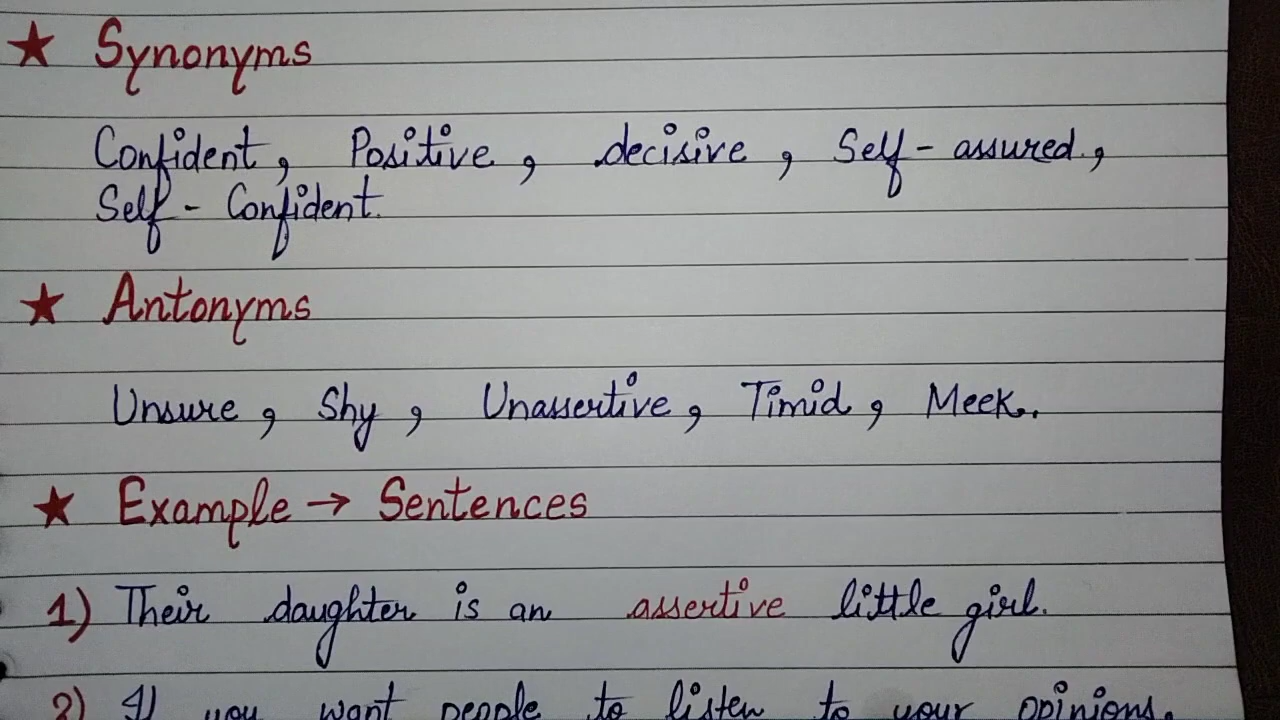 ★ Synonyms
Confident, Positive, decisive, Self-assured,
Self-Confident.
★ Antonyms
Unsure, Shy, Unassertive, Timid, Meek.
★ Example → Sentences
1) Their daughter is an assertive little girl.
2) If you want people to listen to your opinions,